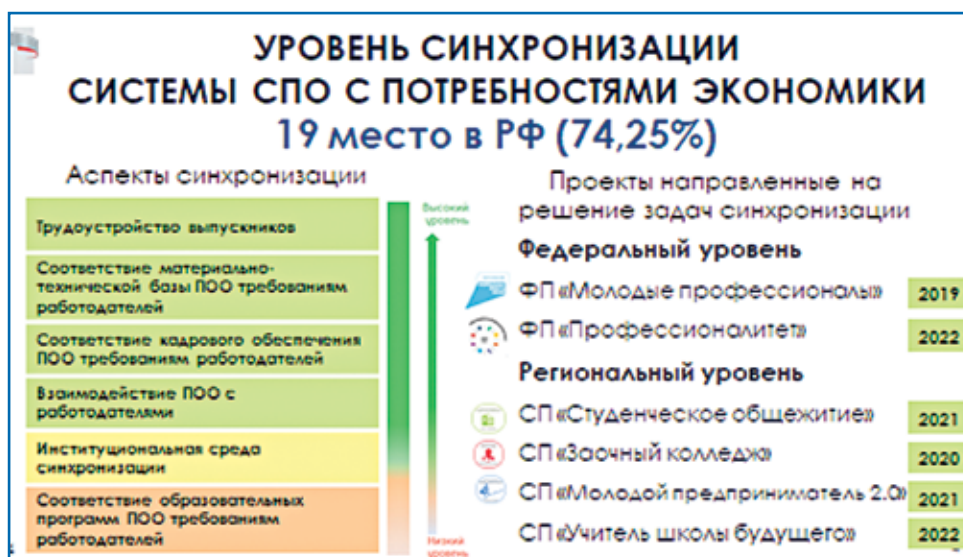 УРОВЕНЬ СИНХРОНИЗАЦИИ
СИСТЕМЫ СПО С ПОТРЕБНОСТЯМИ ЭКОНОМИКИ
19 место в РФ (74,25%)
Аспекты синхронизации
Трудоустройство выпускников
Соответствие материально-
технической базы ПОО требованиям
работодателей
Соответствие кадрового обеспечения
ПОО требованиям работодателей
Взаимодействие ПОО с
работодателями
Институциональная среда
синхронизации
Соответствие образовательных
программ ПОО требованиям
работодателей
Высокий
уровень
Низкий
уровень
Проекты направленные на
решение задач синхронизации
Федеральный уровень
ФП «Молодые профессионалы» 2019
ФП «Профессионалитет» 2022
Региональный уровень
СП «Студенческое общежитие» 2021
СП «Заочный колледж» 2020
СП «Молодой предприниматель 2.0» 2021
СП «Учитель школы будущего» 2022